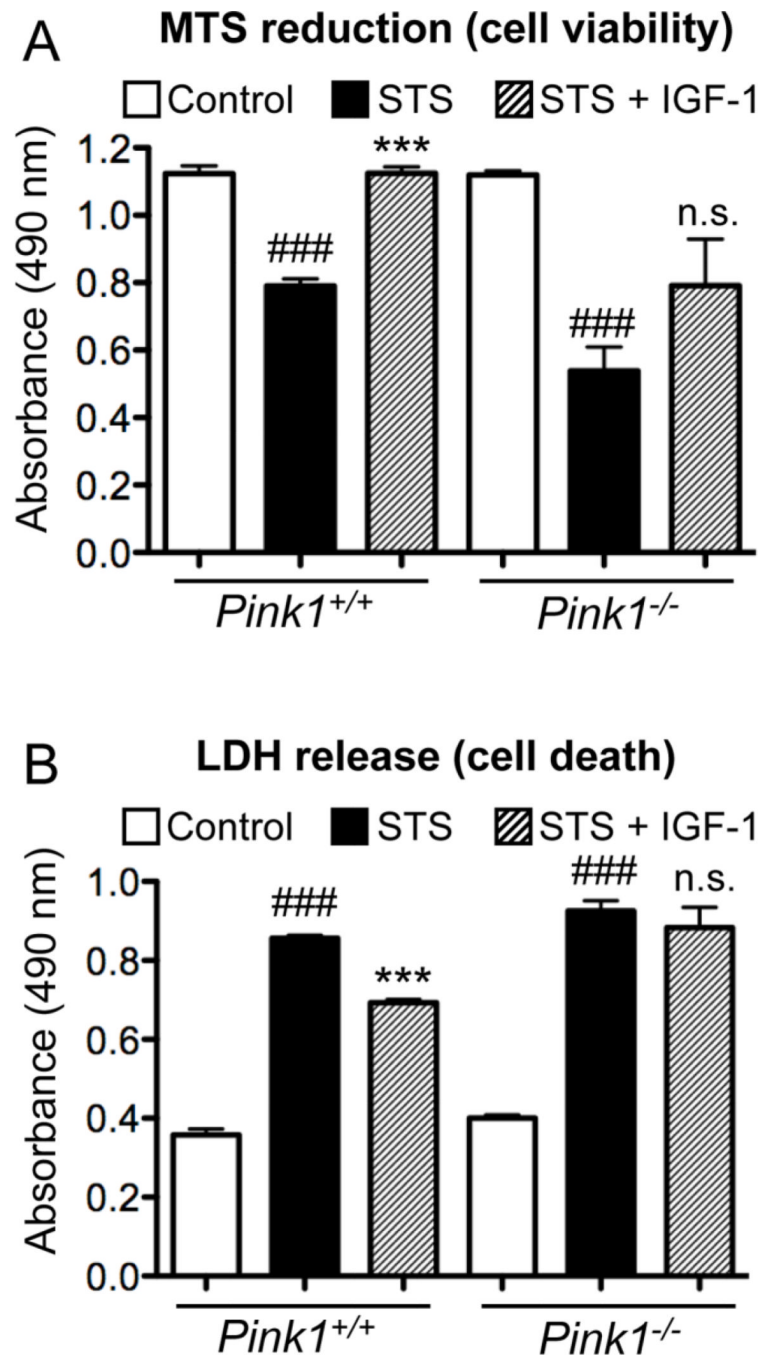 A MTS reduction (cell viability)
Control STS STS + IGF-1
1.2
1.0
0.8
0.6
0.4
0.2
0.0
Absorbance (490 nm)
###
***
###
n.s.
Pink1+/+ Pink1-/-
B LDH release (cell death)
Control STS STS + IGF-1
1.0
0.8
0.6
0.4
0.2
0.0
Absorbance (490 nm)
###
***
###
n.s.
Pink1+/+ Pink1-/-